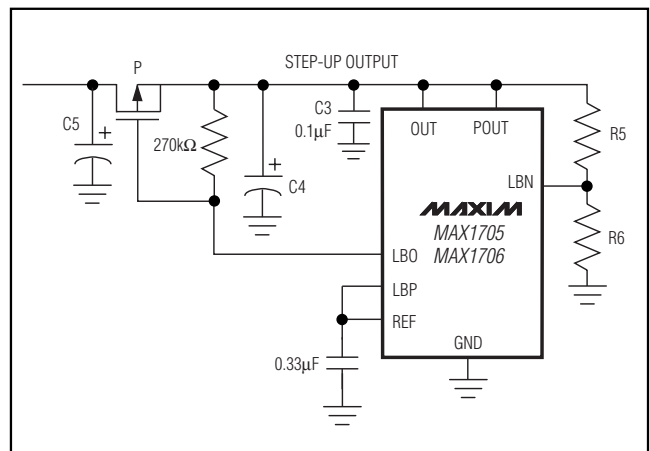 P
STEP-UP OUTPUT
C5
+
270kΩ
+
C4
C3
0.1µF
OUT
POUT
R5
LBN
MAXIM
MAX1705
MAX1706
R6
LBO
LBP
REF
GND
0.33µF